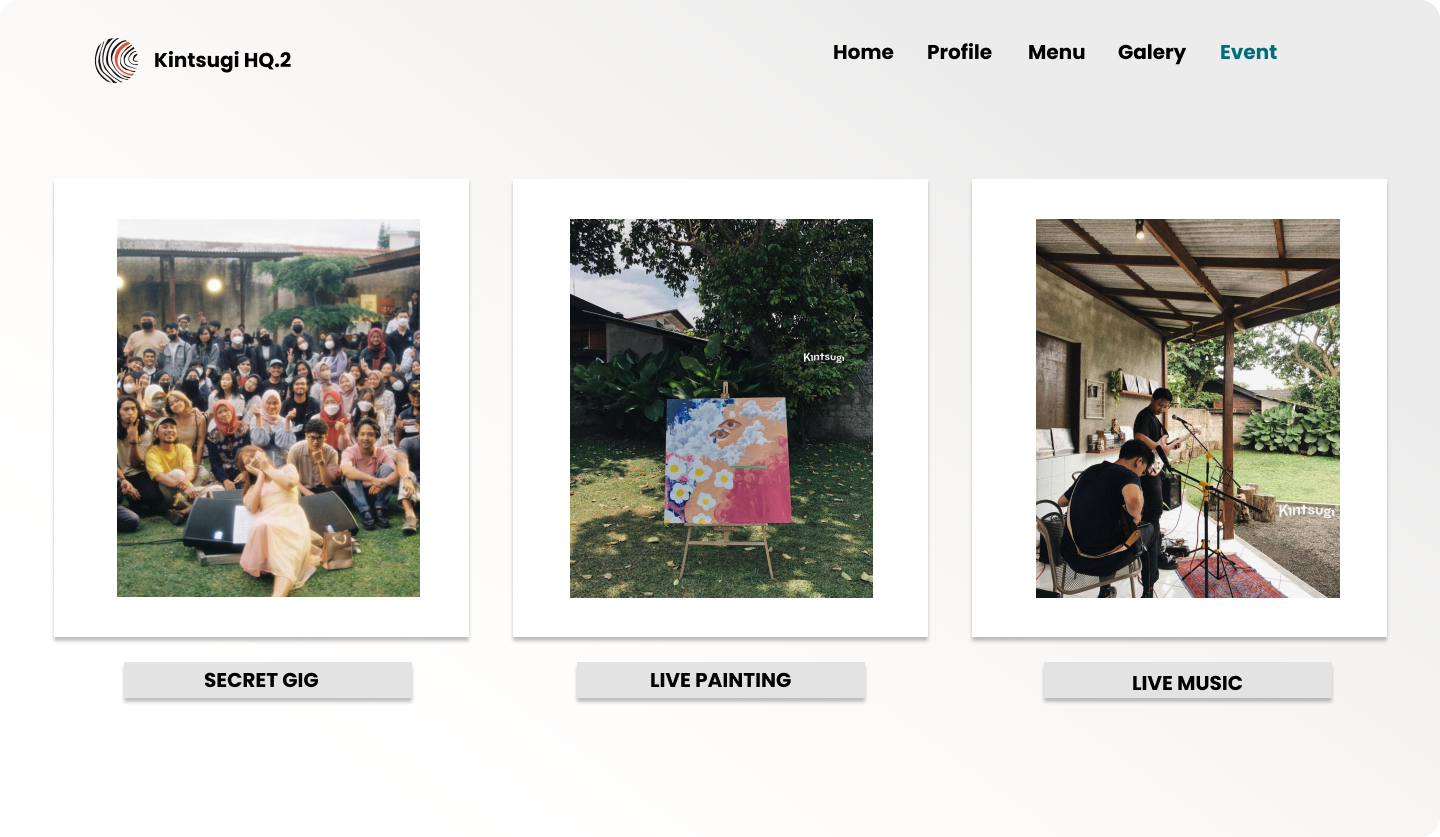 Kintsugi HQ.2
Home Profile Menu Galery Event
Kintsugi
Kintsugi
SECRET GIG
LIVE PAINTING
LIVE MUSIC